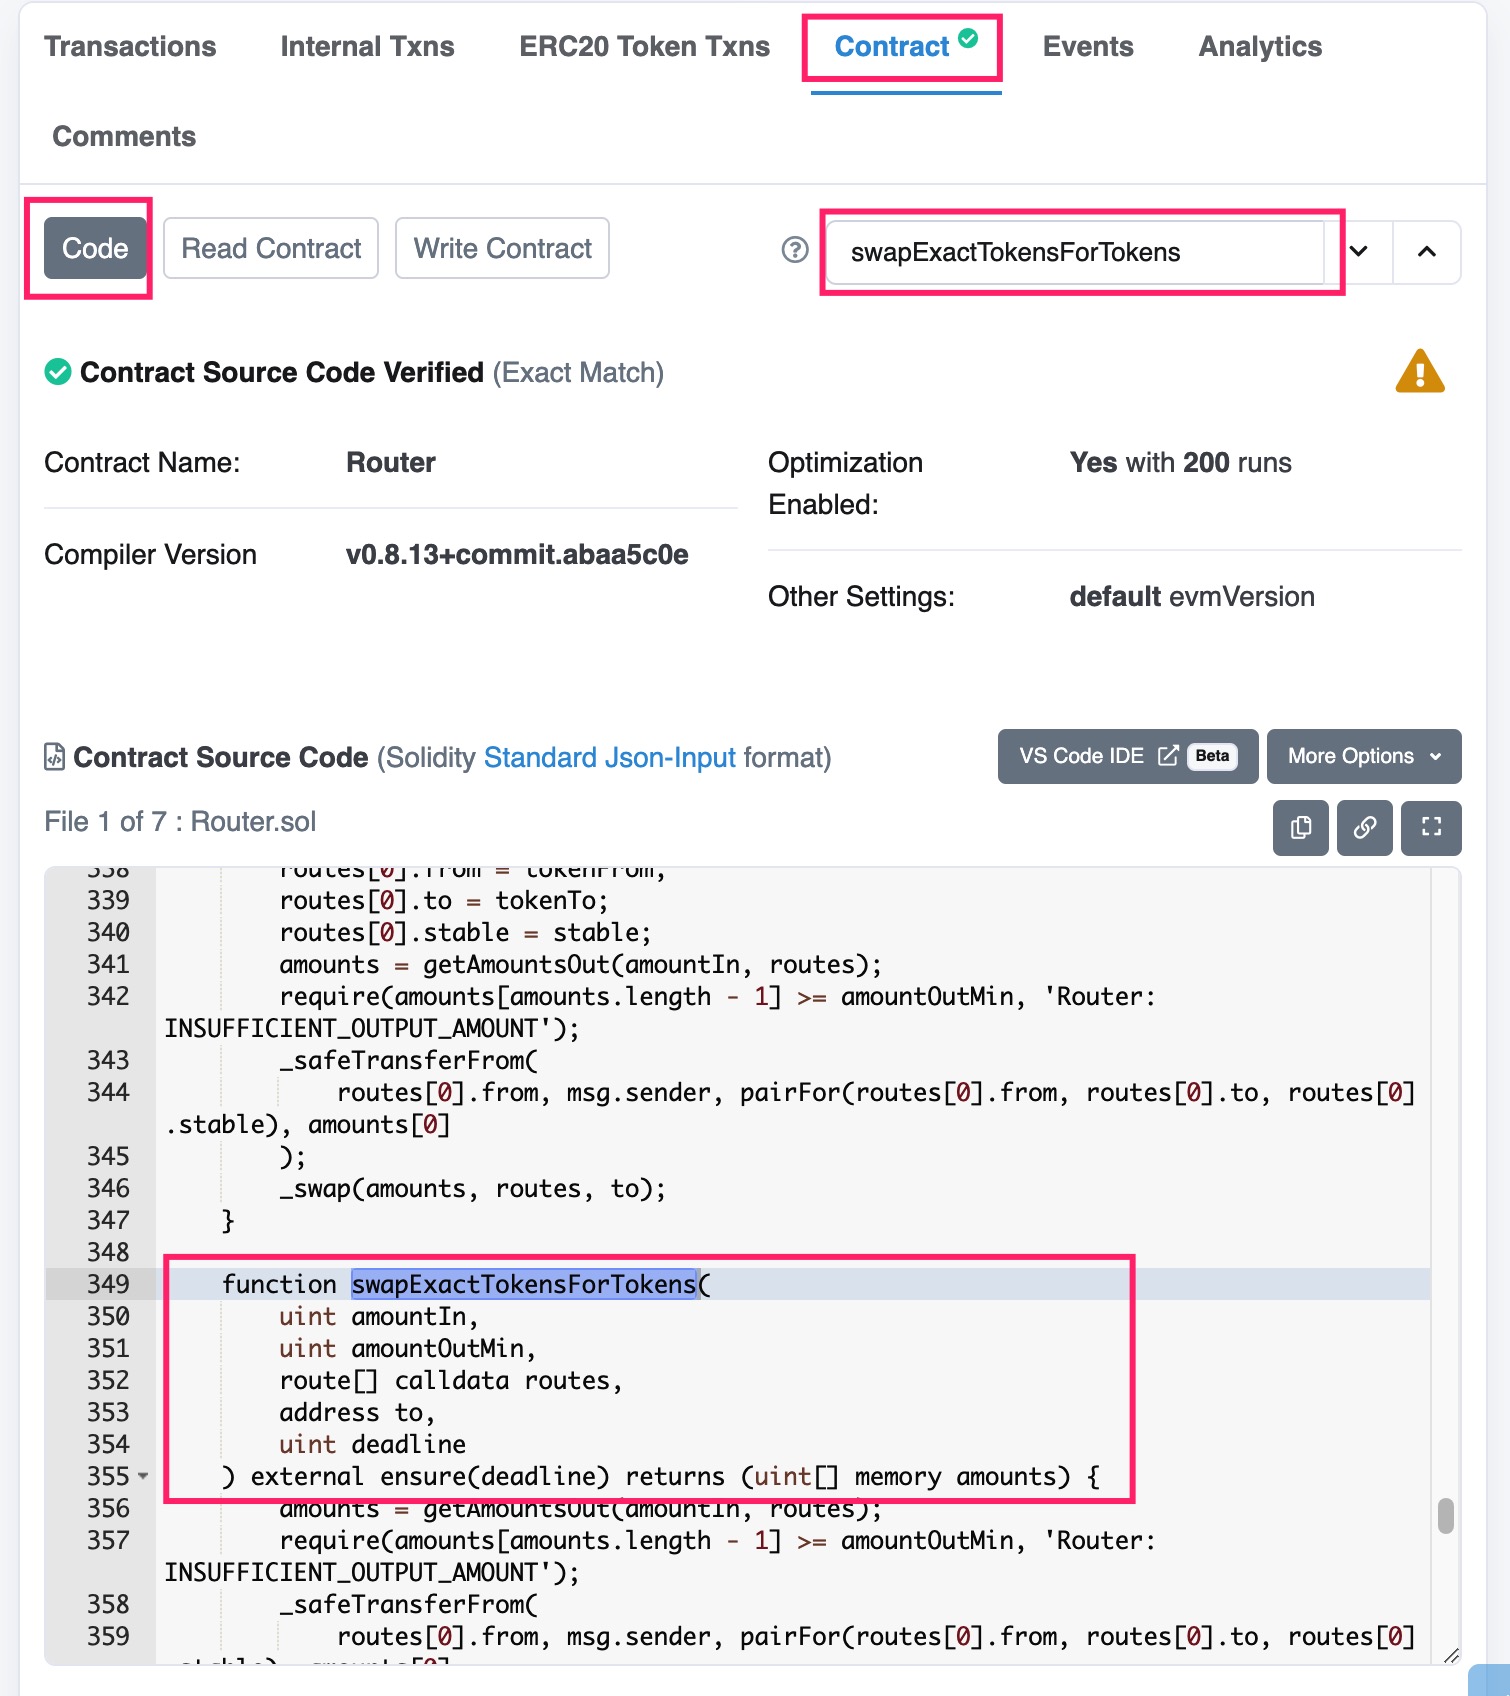 Transactions Internal Txns ERC20 Token Txns Contract Events Analytics
Comments
Code Read Contract Write Contract swapExactTokensForTokens
Contract Source Code Verified (Exact Match)
Contract Name: Router
Compiler Version v0.8.13+commit.abaa5c0e
Optimization Enabled: Yes with 200 runs
Other Settings: default evmVersion
Contract Source Code (Solidity Standard Json-Input format)
VS Code IDE Beta More Options
File 1 of 7 : Router.sol
338 routes[0].from = tokenFrom;
339 routes[0].to = tokenTo;
340 routes[0].stable = stable;
341 amounts = getAmountsOut(amountIn, routes);
342 require(amounts[amounts.length - 1] >= amountOutMin, 'Router:
INSUFFICIENT_OUTPUT_AMOUNT');
343 _safeTransferFrom(
344 routes[0].from, msg.sender, pairFor(routes[0].from, routes[0].to, routes[0]
.stable), amounts[0]
345 );
346 _swap(amounts, routes, to);
347 }
348
349 function swapExactTokensForTokens(
350 uint amountIn,
351 uint amountOutMin,
352 route[] calldata routes,
353 address to,
354 uint deadline
355 ) external ensure(deadline) returns (uint[] memory amounts) {
356 amounts = getAmountsOut(amountIn, routes);
357 require(amounts[amounts.length - 1] >= amountOutMin, 'Router:
INSUFFICIENT_OUTPUT_AMOUNT');
358 _safeTransferFrom(
359 routes[0].from, msg.sender, pairFor(routes[0].from, routes[0].to, routes[0]
.stable), amounts[0]